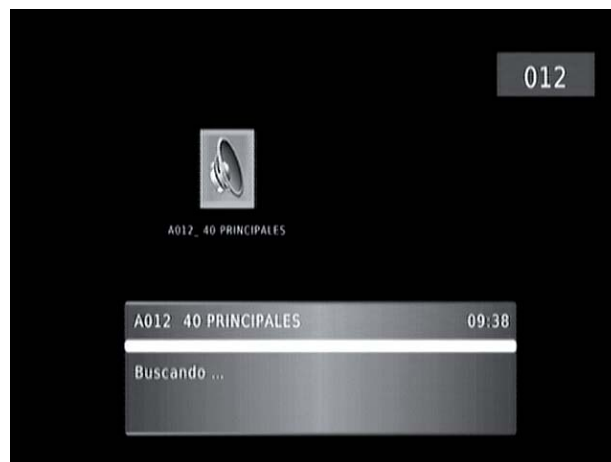 012
A012_ 40 PRINCIPALES
A012 40 PRINCIPALES 09:38
Buscando ...